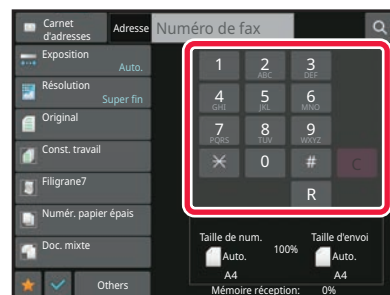 Carnet d'adresses
Adresse
Numéro de fax
Exposition
Auto.
Résolution
Super fin
Original
Const. travail
Filigrane7
Numér. papier épais
Doc. mixte
Others
1
2 ABC
3 DEF
4 GHI
5 JKL
6 MNO
7 PQRS
8 TUV
9 WXYZ
0
#
C
R
Taille de num.
Taille d'envoi
Auto.
100%
Auto.
A4
A4
Mémoire réception: 0%